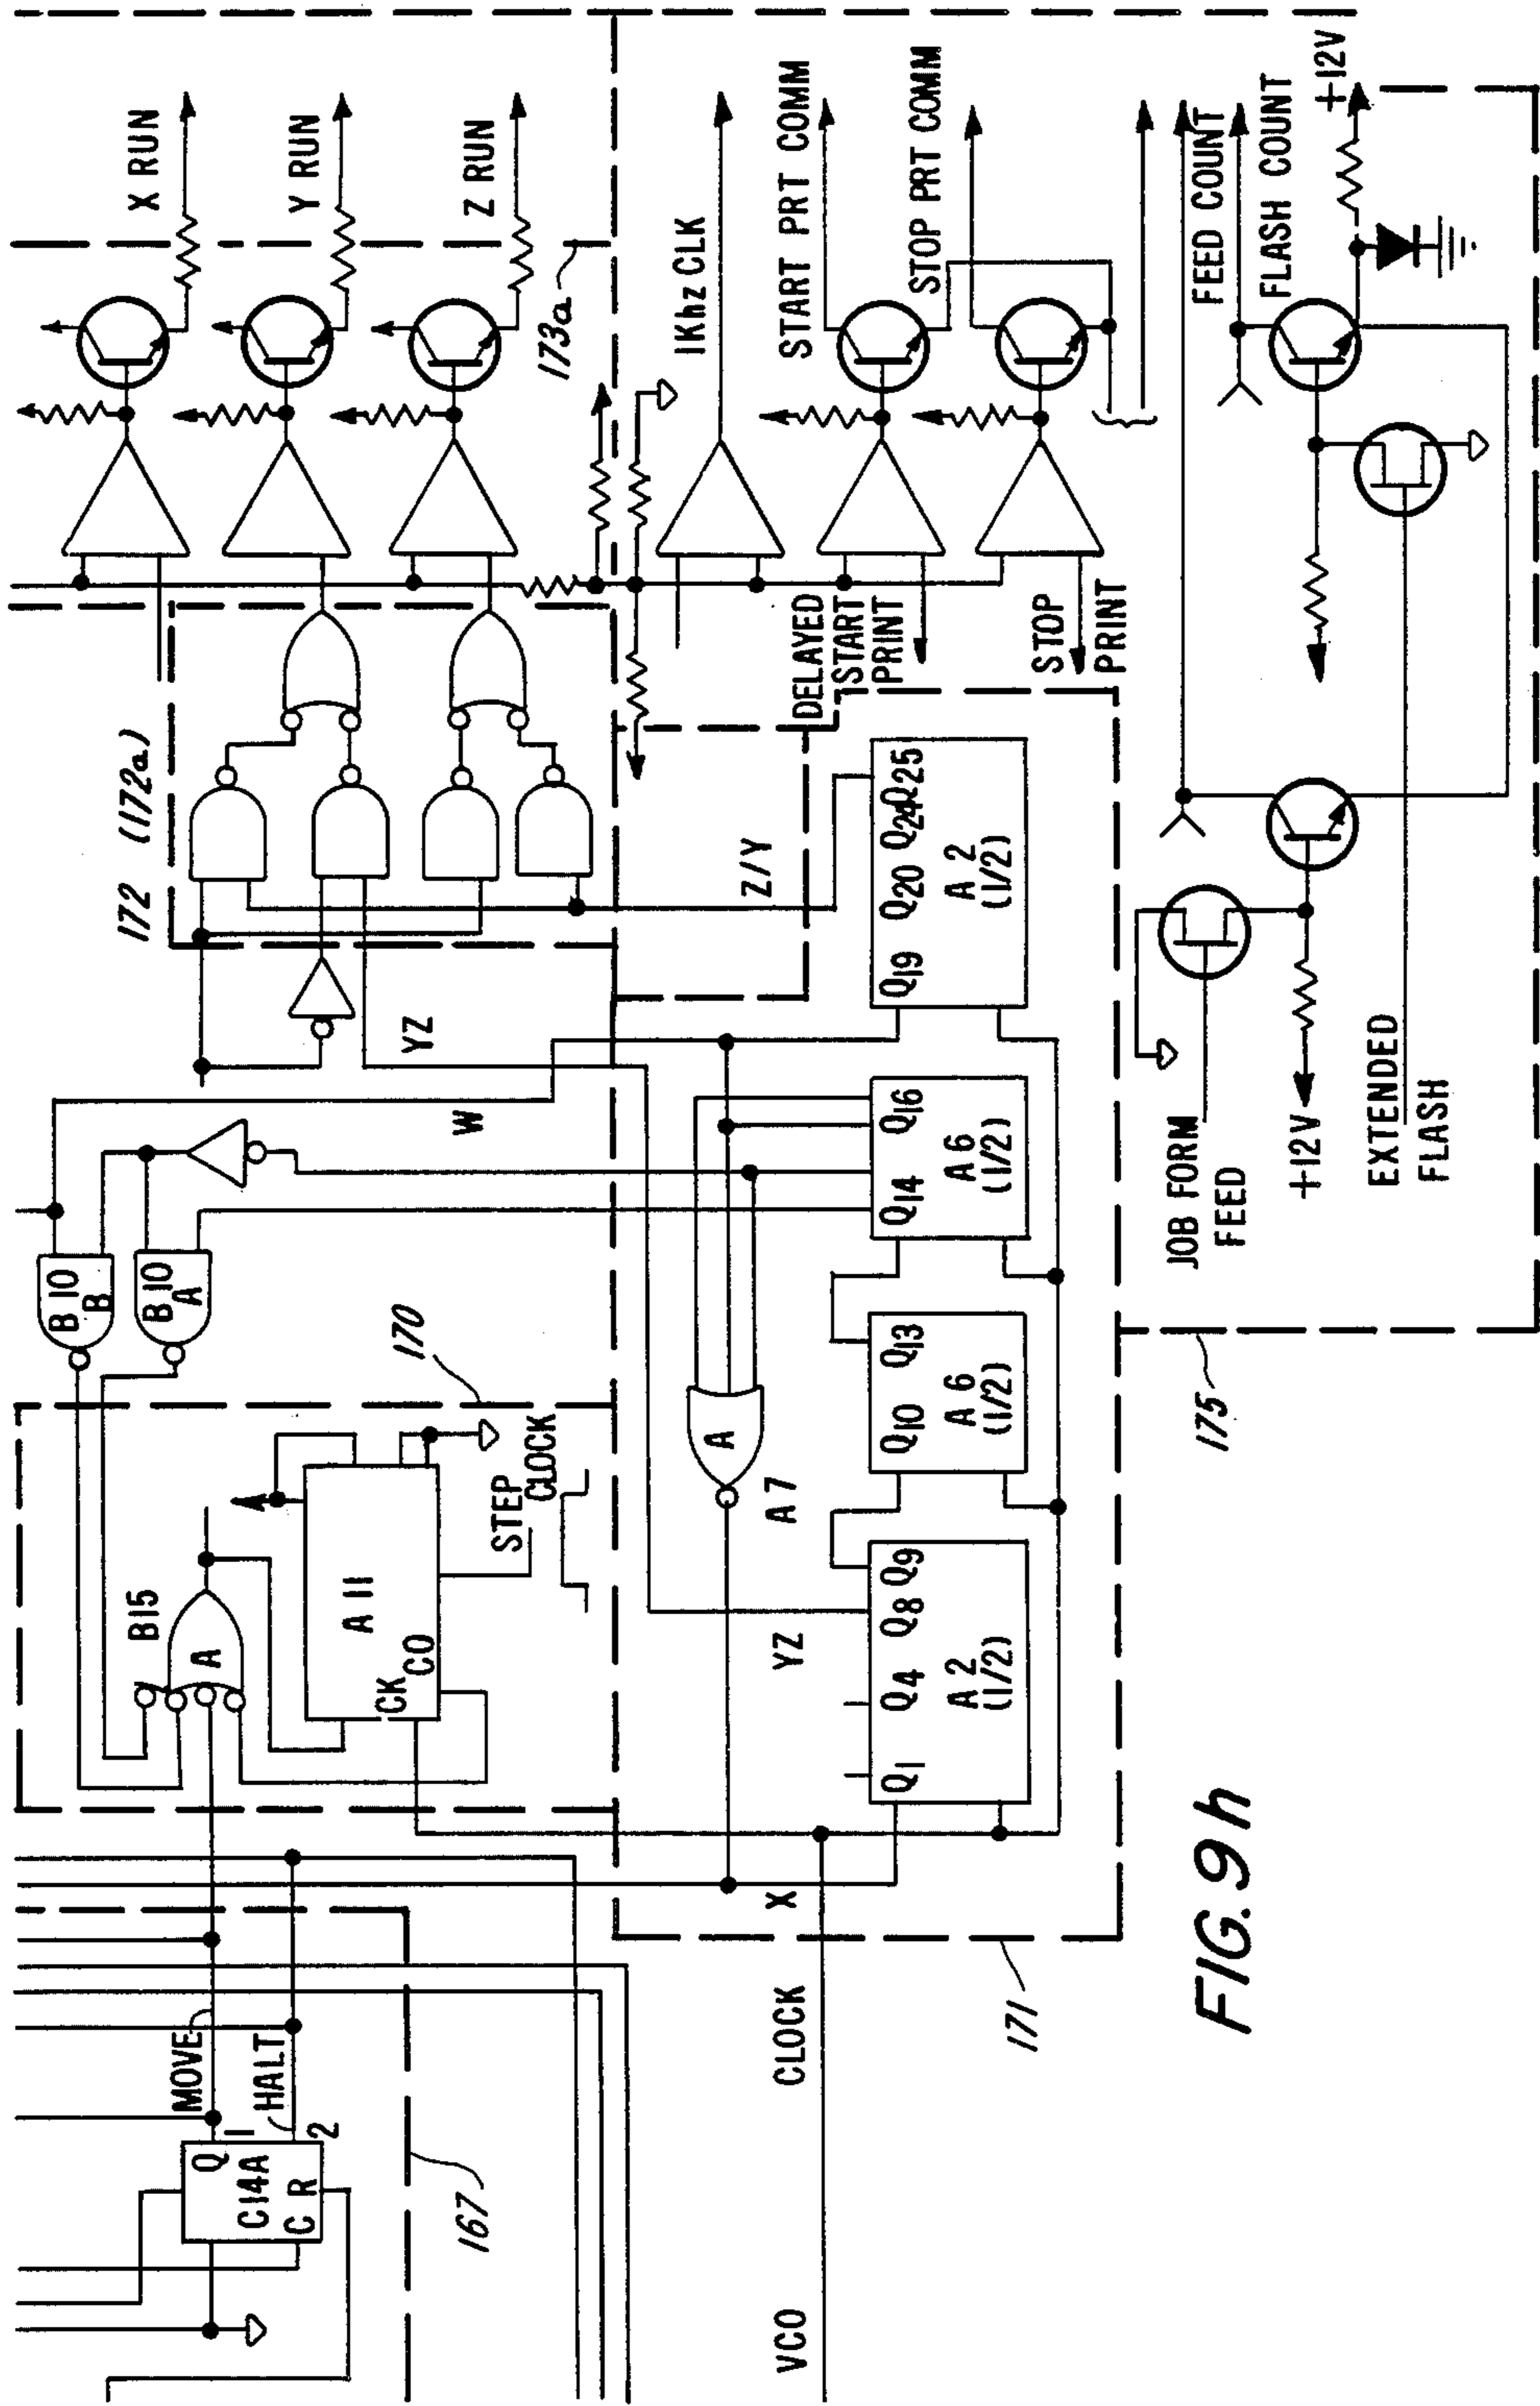 X RUN
Y RUN
Z RUN
173a
1Khz CLK
START PRT COMM
STOP PRT COMM
FEED COUNT
FLASH COUNT
+12V
172 (172a)
DELAYED
START
PRINT
STOP
PRINT
Z/Y
YZ
W
Q19 Q20 Q24 Q25
A 2
(1/2)
Q14 Q16
A 6
(1/2)
Q10 Q13
A 6
(1/2)
Q1 Q4 Q8 Q9
A 2
(1/2)
YZ
A
A 7
B 10
B
B 10
A
170
B15
A
A 11
CK
CO
STEP
CLOCK
JOB FORM
FEED
+12V
EXTENDED
FLASH
175
X
171
MOVE
HALT
Q
1
C14A
C R
2
167
VCO
CLOCK
FIG. 9h